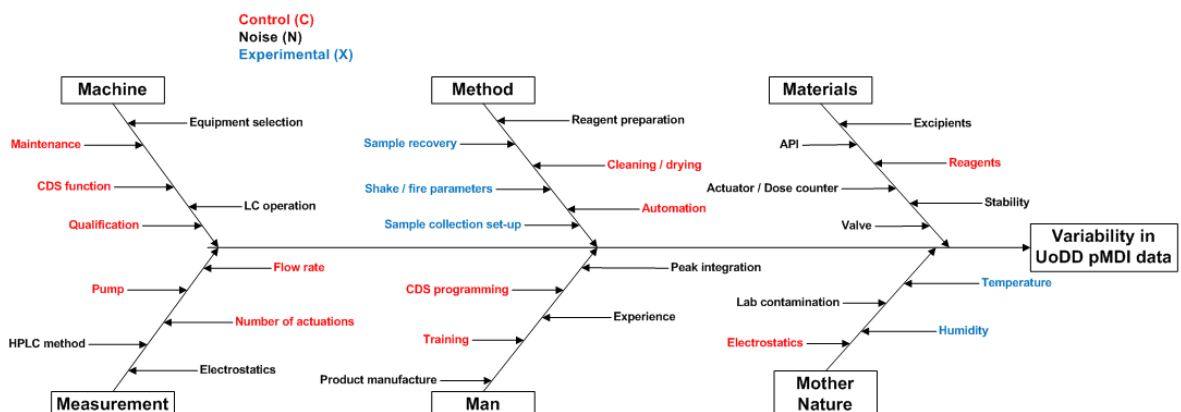 Control (C)
Noise (N)
Experimental (X)
Machine
Equipment selection
Maintenance
CDS function
LC operation
Qualification
Method
Reagent preparation
Sample recovery
Cleaning / drying
Shake / fire parameters
Automation
Sample collection set-up
Materials
Excipients
API
Reagents
Actuator / Dose counter
Stability
Valve
Variability in
UoDD pMDI data
Flow rate
Pump
Number of actuations
HPLC method
Electrostatics
Measurement
Peak integration
CDS programming
Experience
Training
Product manufacture
Man
Temperature
Lab contamination
Humidity
Electrostatics
Mother
Nature